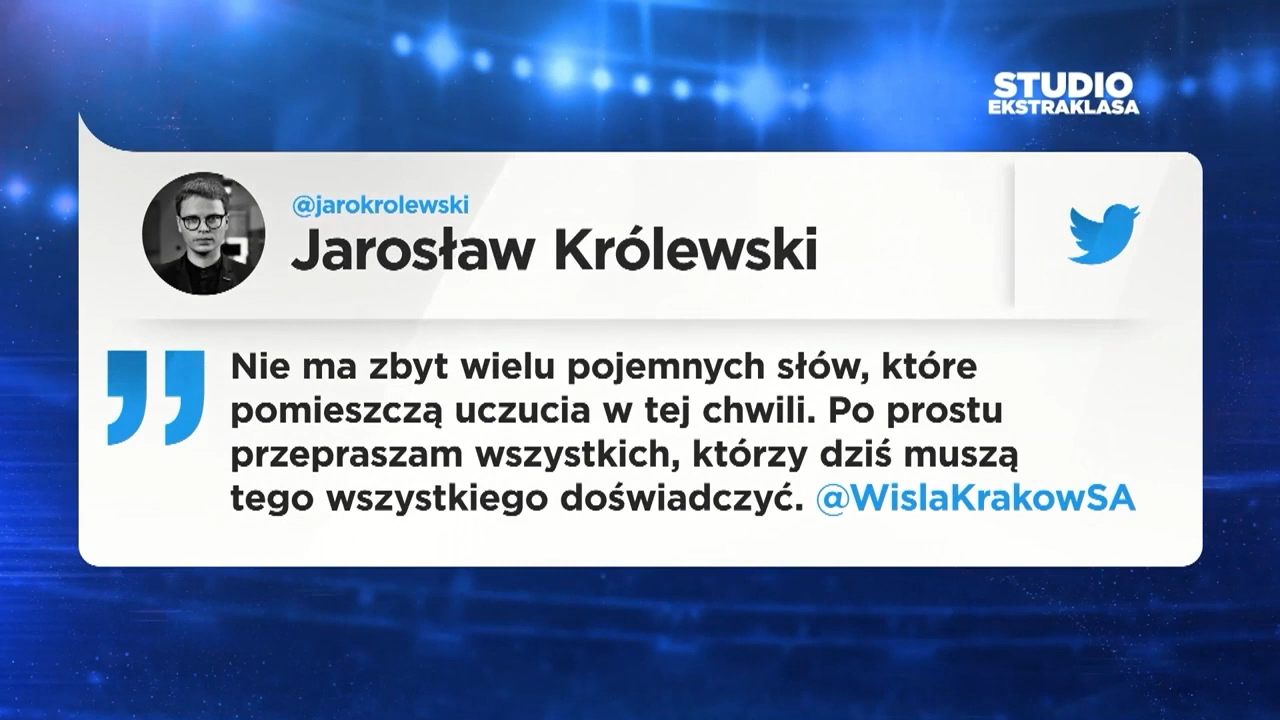 STUDIO
EKSTRAKLASA
@jarokrolewski
Jarosław Królewski
Nie ma zbyt wielu pojemnych słów, które
pomieszczą uczucia w tej chwili. Po prostu
przepraszam wszystkich, którzy dziś muszą
tego wszystkiego doświadczyć. @WislaKrakowSA